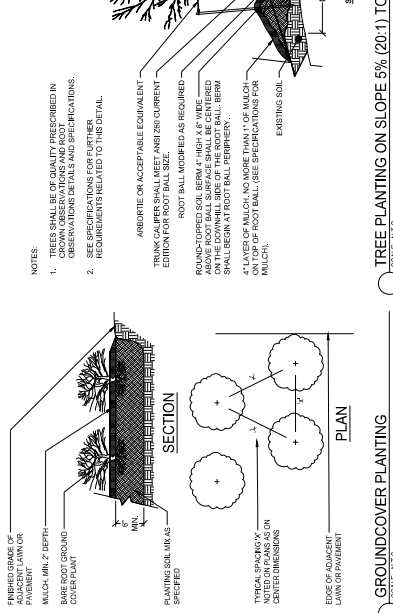 NOTES:
1. TREES SHALL BE OF QUALITY PRESCRIBED IN
CROWN OBSERVATIONS AND ROOT
OBSERVATIONS DETAILS AND SPECIFICATIONS.
2. SEE SPECIFICATIONS FOR FURTHER
REQUIREMENTS RELATED TO THIS DETAIL.
ARBORTIE OR ACCEPTABLE EQUIVALENT
TRUNK CALIPER SHALL MEET ANSI Z60 CURRENT
EDITION FOR ROOT BALL SIZE.
ROOT BALL MODIFIED AS REQUIRED
ROUND-TOPPED SOIL BERM 4" HIGH X 8" WIDE
ABOVE ROOT BALL SURFACE SHALL BE CENTERED
ON THE DOWNHILL SIDE OF THE ROOT BALL. BERM
SHALL BEGIN AT ROOT BALL PERIPHERY.
4" LAYER OF MULCH. NO MORE THAN 1" OF MULCH
ON TOP OF ROOT BALL. (SEE SPECIFICATIONS FOR
MULCH).
EXISTING SOIL
TREE PLANTING ON SLOPE 5% (20:1) TO
FINISHED GRADE OF
ADJACENT LAWN OR
PAVEMENT
MULCH, MIN. 2" DEPTH
BARE ROOT GROUND
COVER PLANT
6"
MIN.
PLANTING SOIL MIX AS
SPECIFIED
SECTION
TYPICAL SPACING "X"
NOTED ON PLANS AS ON
CENTER DIMENSIONS
"X"
EDGE OF ADJACENT
LAWN OR PAVEMENT
PLAN
GROUNDCOVER PLANTING